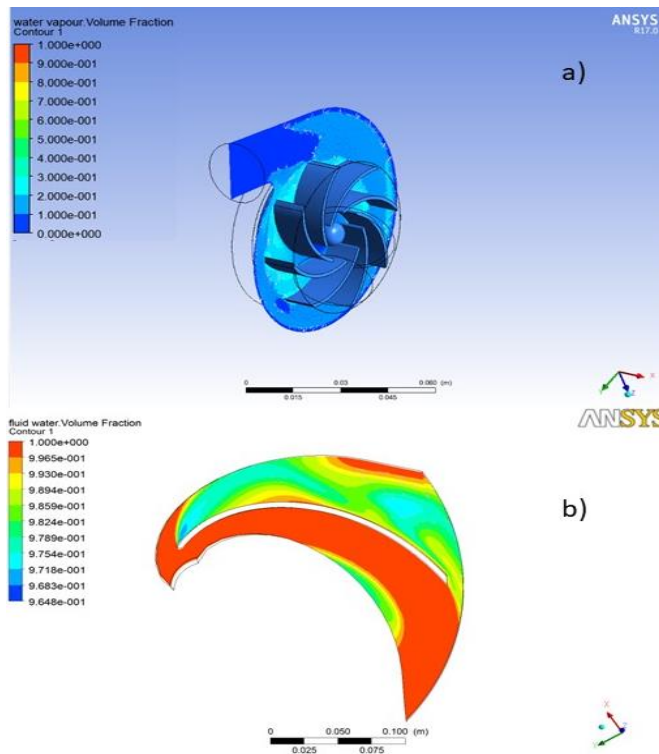 water vapour.Volume Fraction
Contour 1
1.000e+000
9.000e-001
8.000e-001
7.000e-001
6.000e-001
5.000e-001
4.000e-001
3.000e-001
2.000e-001
1.000e-001
0.000e+000
ANSYS
R17.0
a)
0
0.03
0.060 (m)
0.015
0.045
X
Y
Z
ANSYS
fluid water.Volume Fraction
Contour 1
1.000e+000
9.965e-001
9.930e-001
9.894e-001
9.859e-001
9.824e-001
9.789e-001
9.754e-001
9.718e-001
9.683e-001
9.648e-001
b)
0
0.050
0.100 (m)
0.025
0.075
X
Y
Z